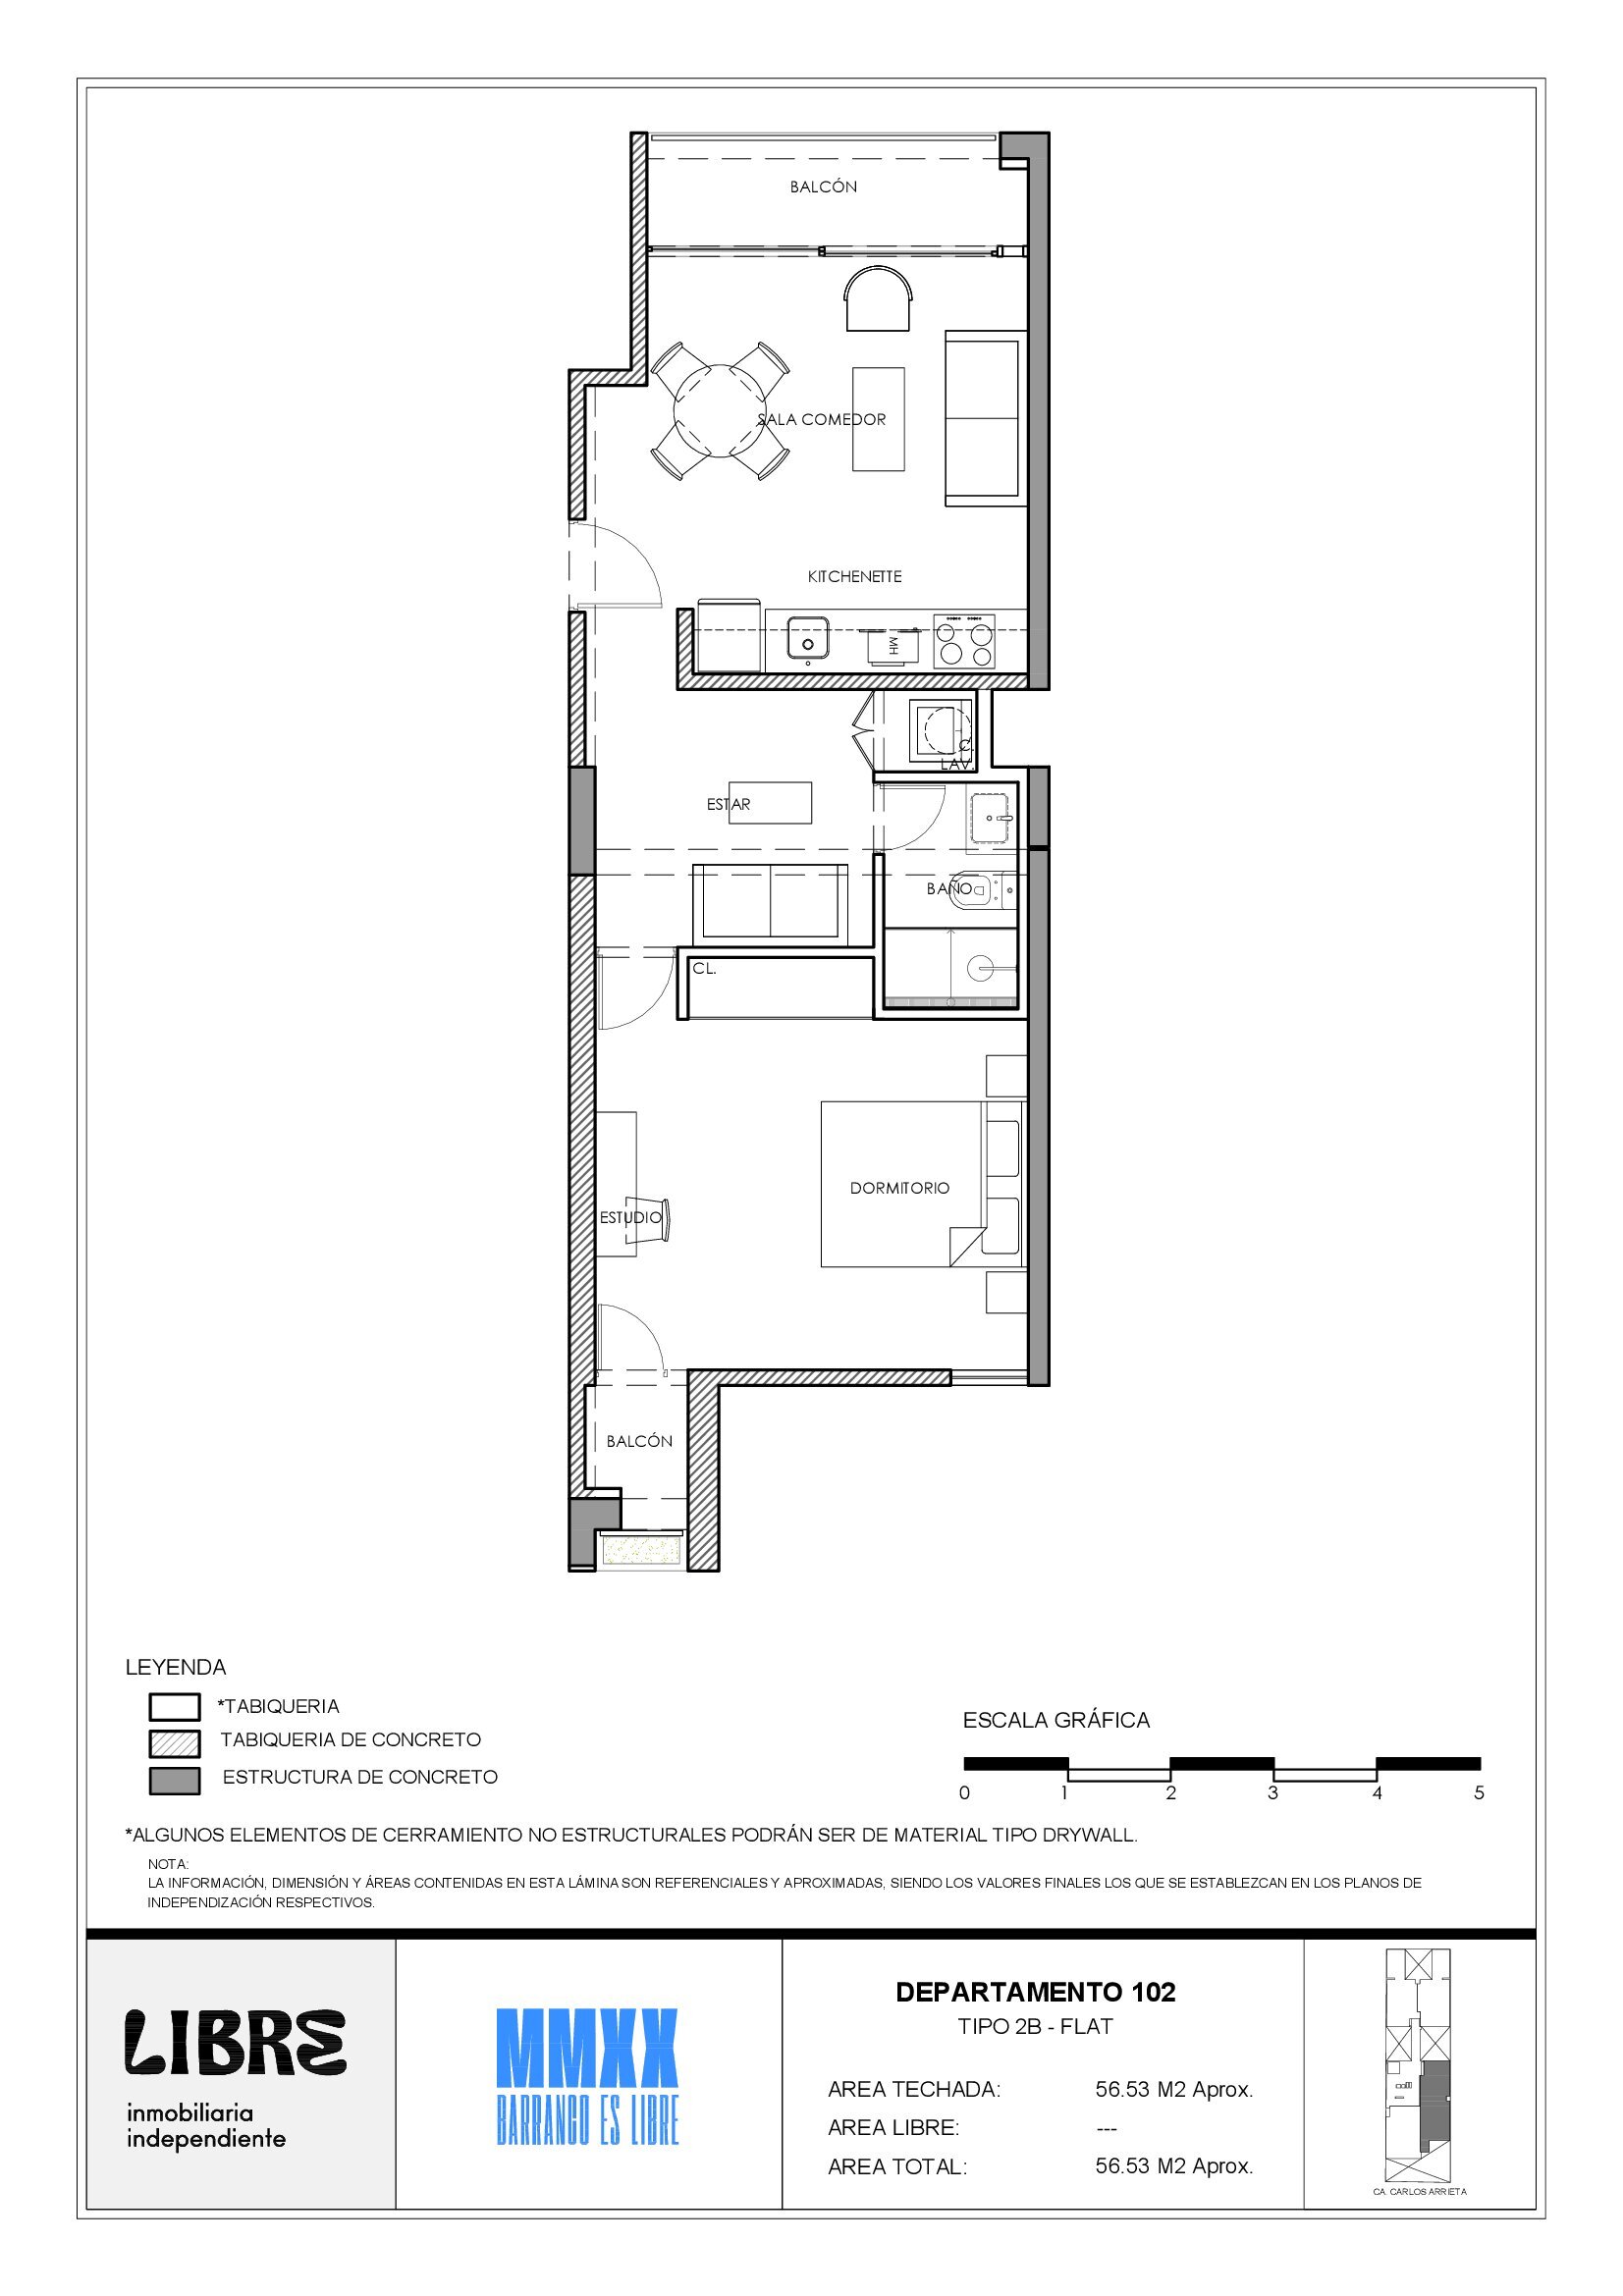 BALCÓN
SALA COMEDOR
KITCHENETTE
MH
C.
LAV.
ESTAR
BAÑO
CL.
DORMITORIO
ESTUDIO
BALCÓN
LEYENDA
*TABIQUERIA
TABIQUERIA DE CONCRETO
ESTRUCTURA DE CONCRETO
ESCALA GRÁFICA
0 1 2 3 4 5
*ALGUNOS ELEMENTOS DE CERRAMIENTO NO ESTRUCTURALES PODRÁN SER DE MATERIAL TIPO DRYWALL.
NOTA:
LA INFORMACIÓN, DIMENSIÓN Y ÁREAS CONTENIDAS EN ESTA LÁMINA SON REFERENCIALES Y APROXIMADAS, SIENDO LOS VALORES FINALES LOS QUE SE ESTABLEZCAN EN LOS PLANOS DE
INDEPENDIZACIÓN RESPECTIVOS.
LIBRE
inmobiliaria
independiente
MMXX
BARRANCO ES LIBRE
DEPARTAMENTO 102
TIPO 2B - FLAT
AREA TECHADA: 56.53 M2 Aprox.
AREA LIBRE: ---
AREA TOTAL: 56.53 M2 Aprox.
CA. CARLOS ARRIETA